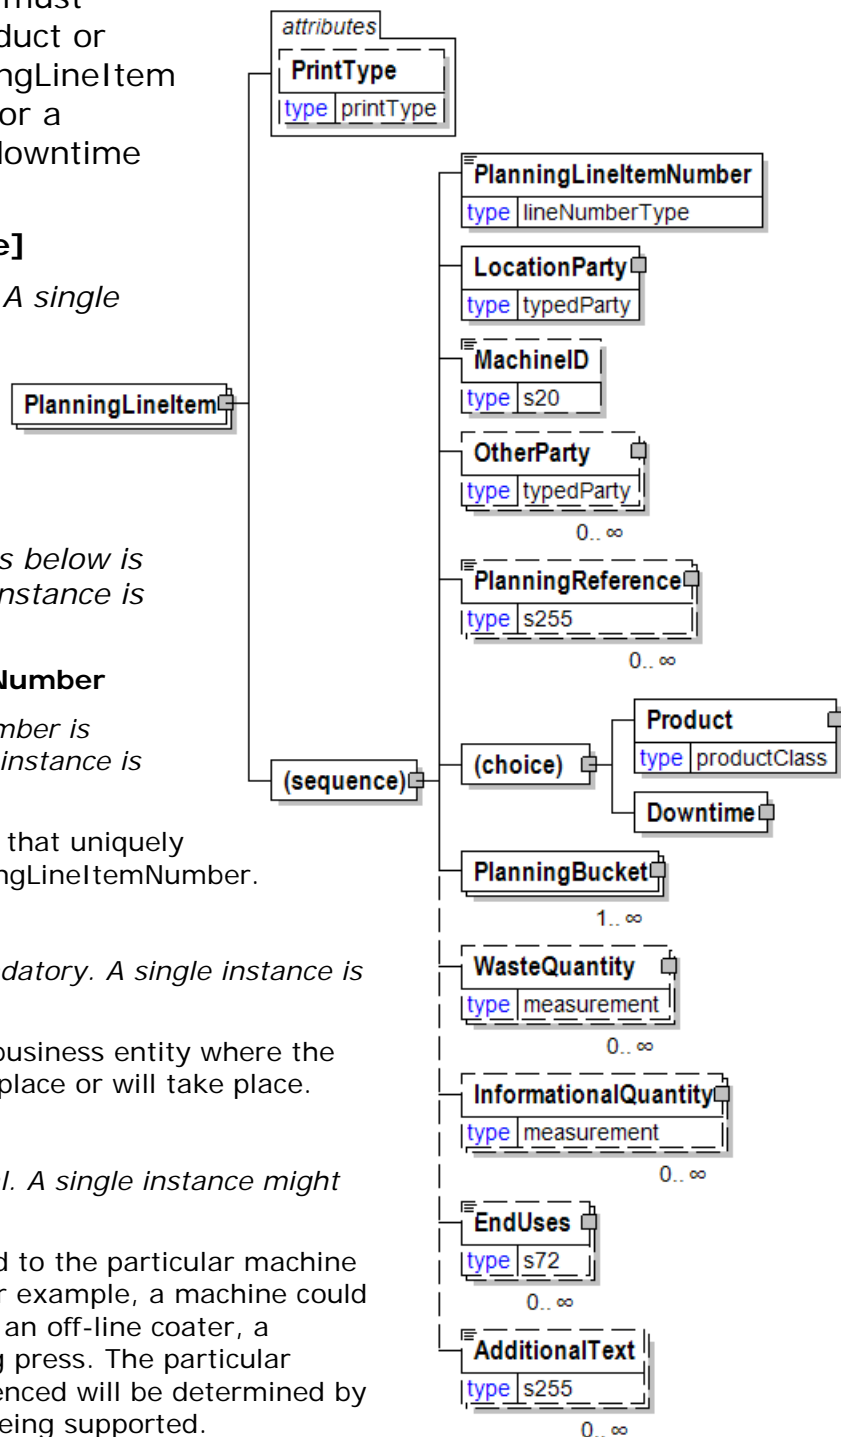 must
duct or
ngLineItem
or a
downtime
e]
A single
s below is
nstance is
Number
mber is
instance is
that uniquely
ngLineItemNumber.
datory. A single instance is
business entity where the
place or will take place.
l. A single instance might
d to the particular machine
r example, a machine could
an off-line coater, a
g press. The particular
enced will be determined by
eing supported.
attributes
PrintType
type printType
PlanningLineItem
(sequence)
PlanningLineItemNumber
type lineNumberType
LocationParty
type typedParty
MachineID
type s20
OtherParty
type typedParty
0.. ∞
PlanningReference
type s255
0.. ∞
(choice)
Product
type productClass
Downtime
PlanningBucket
1.. ∞
WasteQuantity
type measurement
0.. ∞
InformationalQuantity
type measurement
0.. ∞
EndUses
type s72
0.. ∞
AdditionalText
type s255
0.. ∞